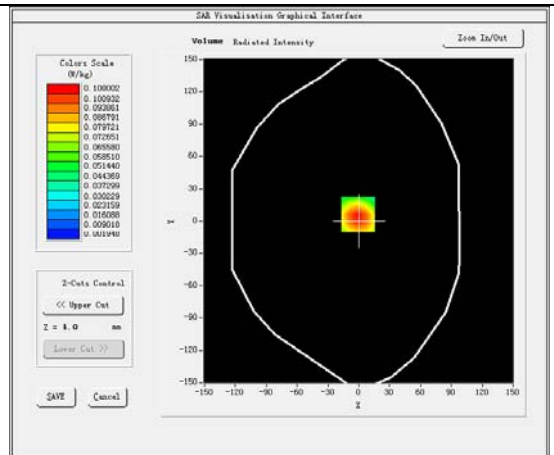 SAR Visualisation Graphical Interface
Volume Radiated Intensity
Zoom In/Out
Colors Scale
(W/kg)
0.108002
0.100932
0.093861
0.086791
0.079721
0.072651
0.065580
0.058510
0.051440
0.044369
0.037299
0.030229
0.023159
0.016088
0.009018
0.001948
Z-Cuts Control
<< Upper Cut
Z = 4.0 mm
Lower Cut >>
SAVE
Cancel
150
120
90
60
30
0
-30
-60
-90
-120
-150
Y
-150 -120 -90 -60 -30 0 30 60 90 120 150
X